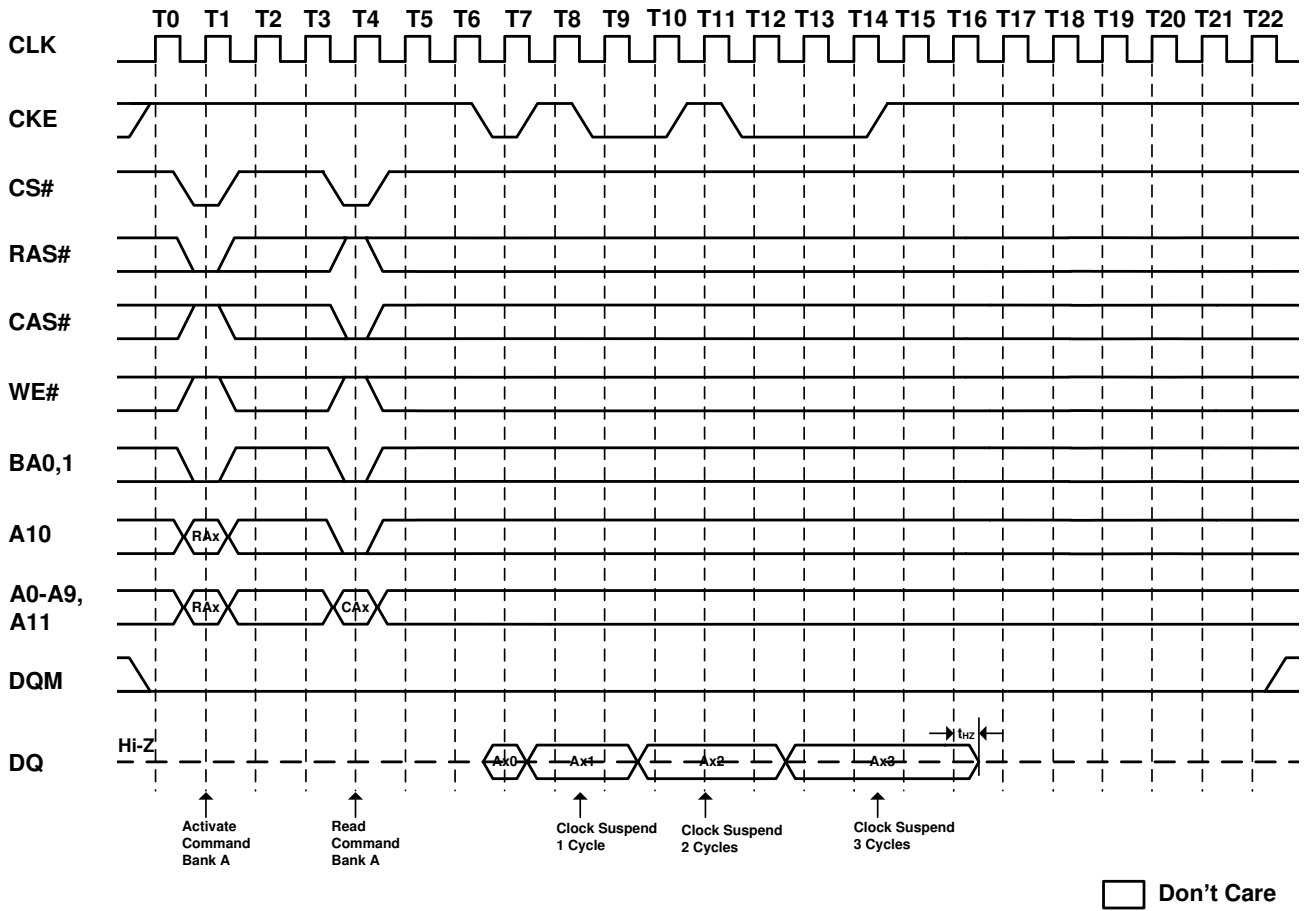 T0 T1 T2 T3 T4 T5 T6 T7 T8 T9 T10 T11 T12 T13 T14 T15 T16 T17 T18 T19 T20 T21 T22
CLK
CKE
CS#
RAS#
CAS#
WE#
BA0,1
A10
RAx
A0-A9,
A11
RAx
CAx
DQM
Hi-Z
tHZ
DQ
Ax0
Ax1
Ax2
Ax3
Activate
Command
Bank A
Read
Command
Bank A
Clock Suspend
1 Cycle
Clock Suspend
2 Cycles
Clock Suspend
3 Cycles
Don't Care